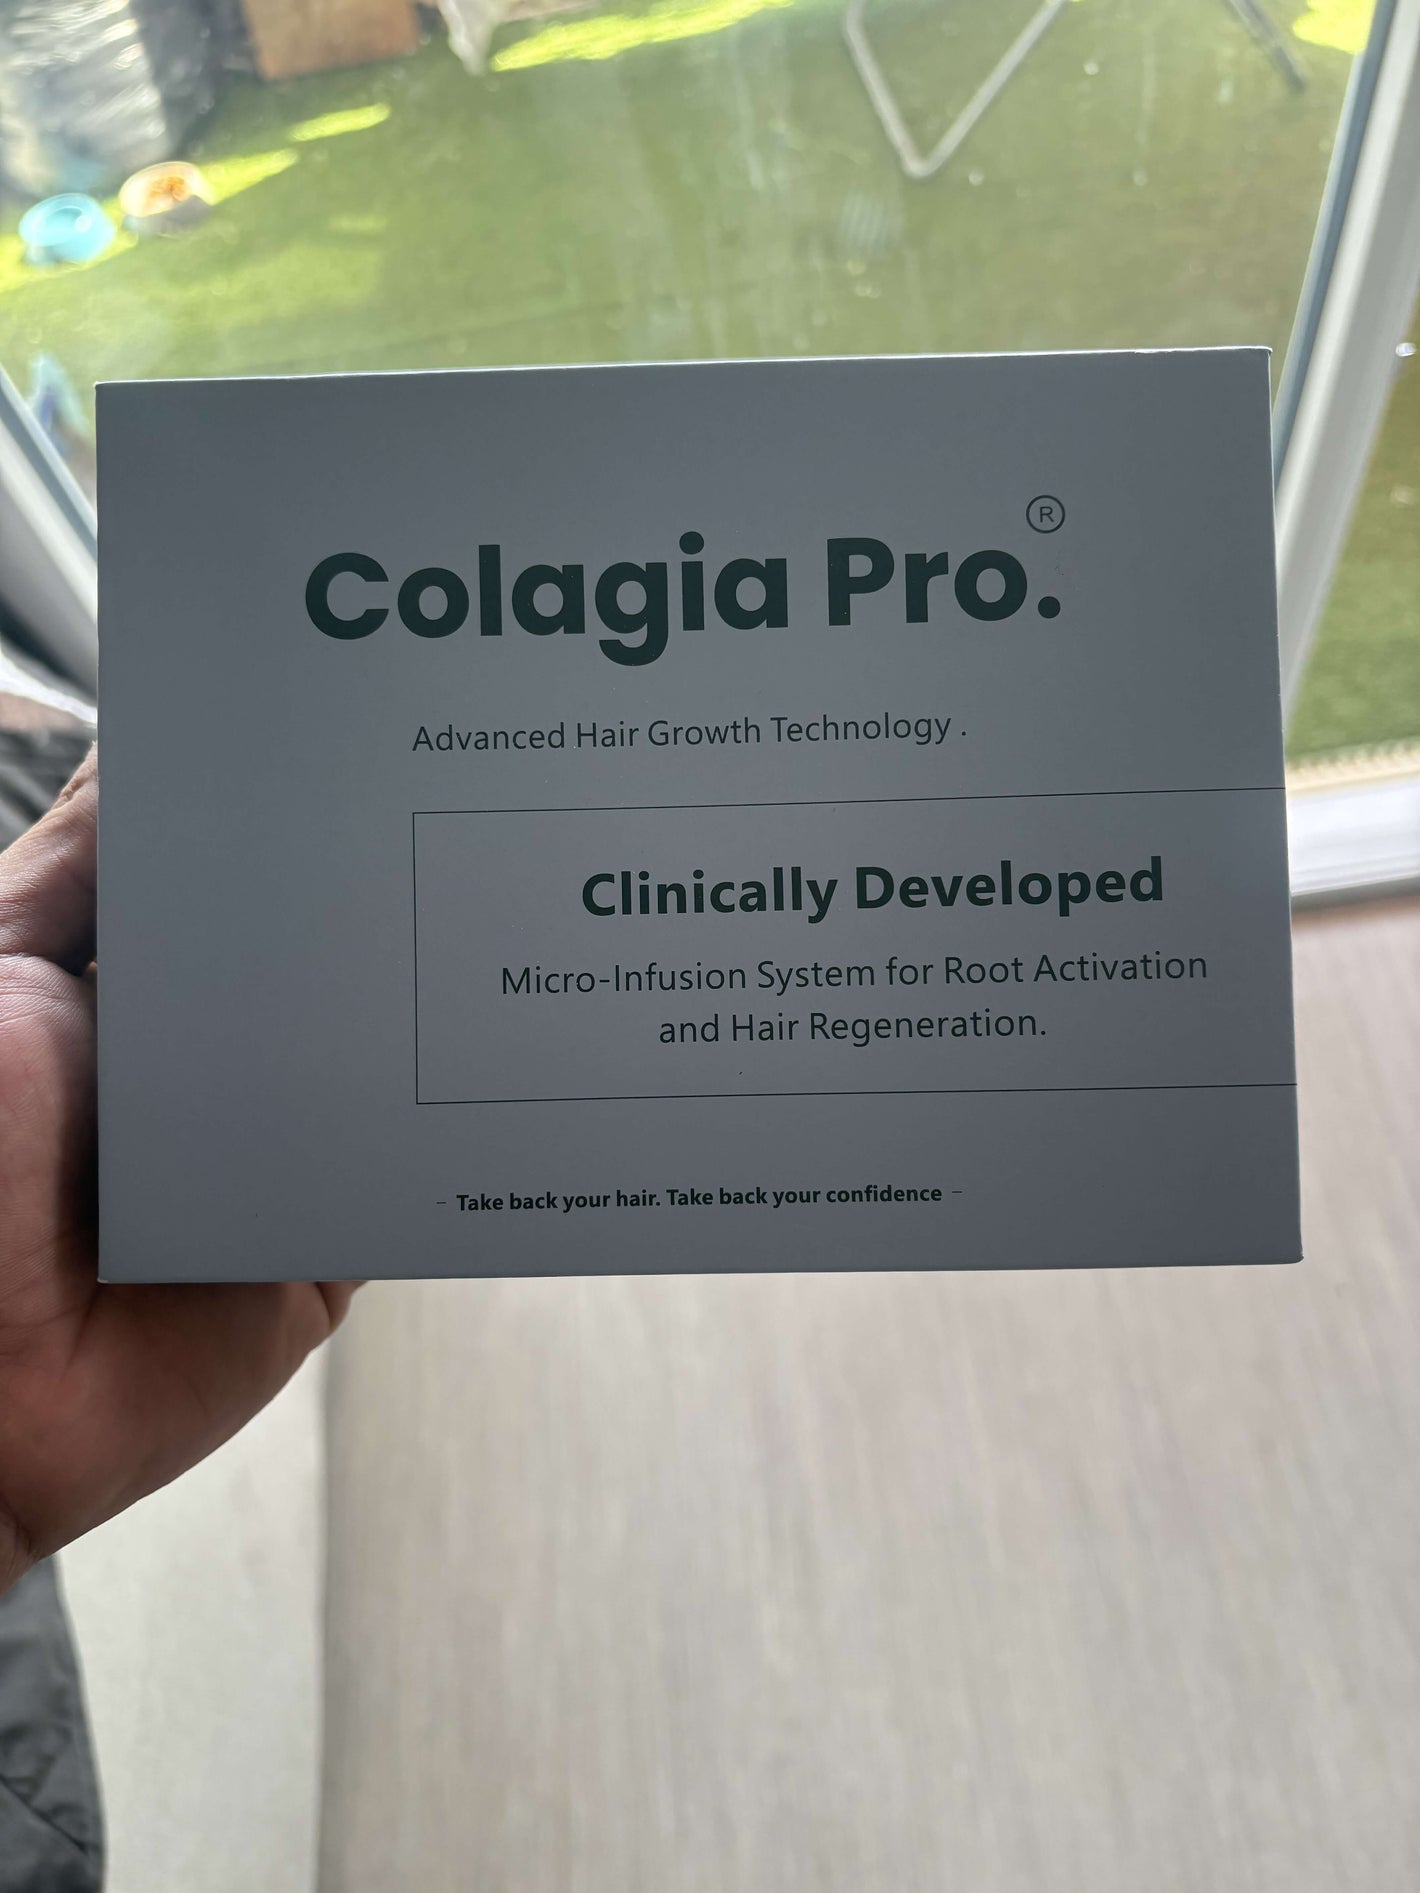 Colagia Pro.®
Advanced Hair Growth Technology .
Clinically Developed
Micro-Infusion System for Root Activation
and Hair Regeneration.
- Take back your hair. Take back your confidence -